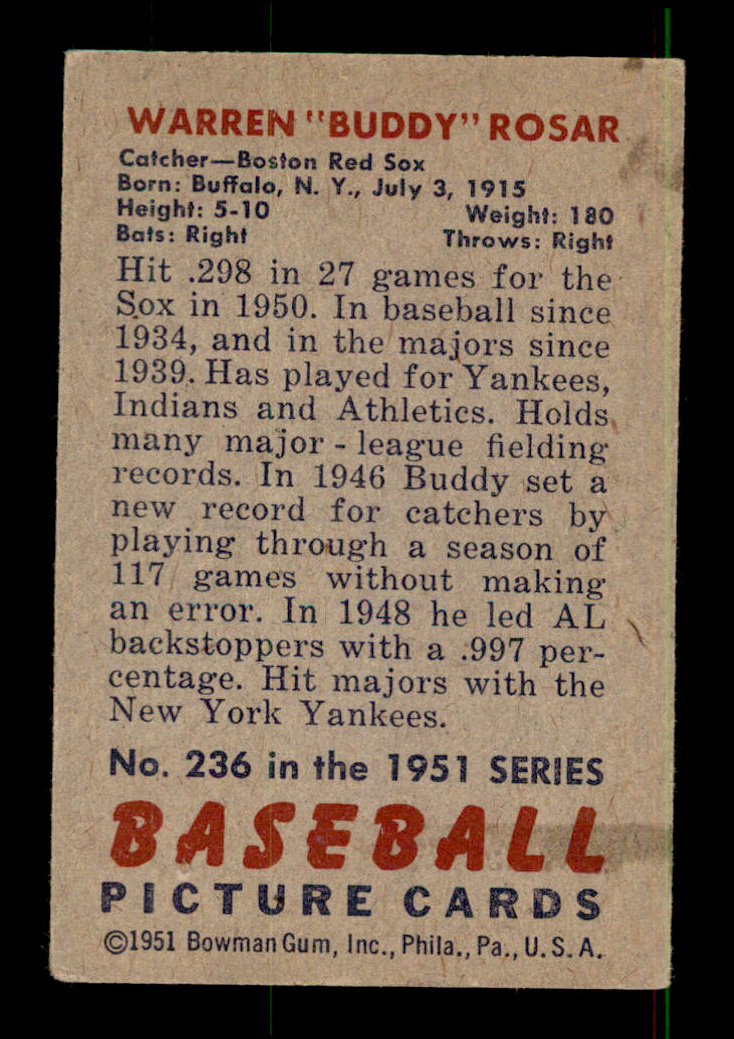 WARREN "BUDDY" ROSAR
Catcher—Boston Red Sox
Born: Buffalo, N. Y., July 3, 1915
Height: 5-10 Weight: 180
Bats: Right Throws: Right
Hit .298 in 27 games for the
Sox in 1950. In baseball since
1934, and in the majors since
1939. Has played for Yankees,
Indians and Athletics. Holds
many major-league fielding
records. In 1946 Buddy set a
new record for catchers by
playing through a season of
117 games without making
an error. In 1948 he led AL
backstoppers with a .997 per-
centage. Hit majors with the
New York Yankees.
No. 236 in the 1951 SERIES
BASEBALL
PICTURE CARDS
©1951 Bowman Gum, Inc., Phila., Pa., U. S. A.